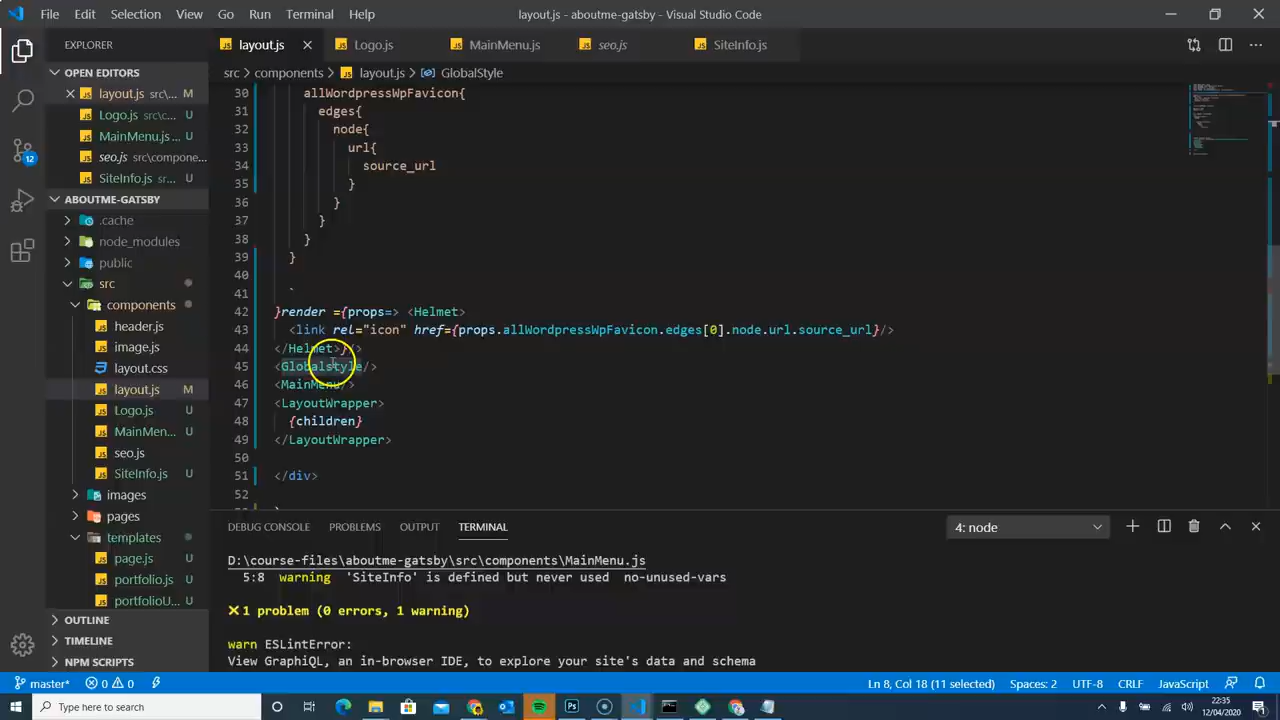 File Edit Selection View Go Run Terminal Help layout.js - aboutme-gatsby - Visual Studio Code
EXPLORER
OPEN EDITORS
layout.js src\... M
Logo.js src\c... U
MainMenu.js... U
seo.js src\compone...
SiteInfo.js sr... U
ABOUTME-GATSBY
.cache
node_modules
public
src
components
header.js
image.js
layout.css
layout.js M
Logo.js U
MainMen... U
seo.js
SiteInfo.js U
images
pages
templates
page.js
portfolio.js U
portfolioU... U
OUTLINE
TIMELINE
NPM SCRIPTS
12
layout.js Logo.js MainMenu.js seo.js SiteInfo.js
src > components > layout.js > GlobalStyle
30 allWordpressWpFavicon{
31 edges{
32 node{
33 url{
34 source_url
35 }
36 }
37 }
38 }
39 }
40
41 `
42 }render ={props=> <Helmet>
43 <link rel="icon" href={props.allWordpressWpFavicon.edges[0].node.url.source_url}/>
44 </Helmet>}/>
45 <Globalstyle/>
46 <MainMenu/>
47 <LayoutWrapper>
48 {children}
49 </LayoutWrapper>
50
51 </div>
52
DEBUG CONSOLE PROBLEMS OUTPUT TERMINAL 4: node
D:\course-files\aboutme-gatsby\src\components\MainMenu.js
5:8 warning 'SiteInfo' is defined but never used no-unused-vars
✖ 1 problem (0 errors, 1 warning)
warn ESLintError:
View GraphiQL, an in-browser IDE, to explore your site's data and schema
master* 0 0 Ln 8, Col 18 (11 selected) Spaces: 2 UTF-8 CRLF JavaScript
Type here to search
22:35
12/04/2020